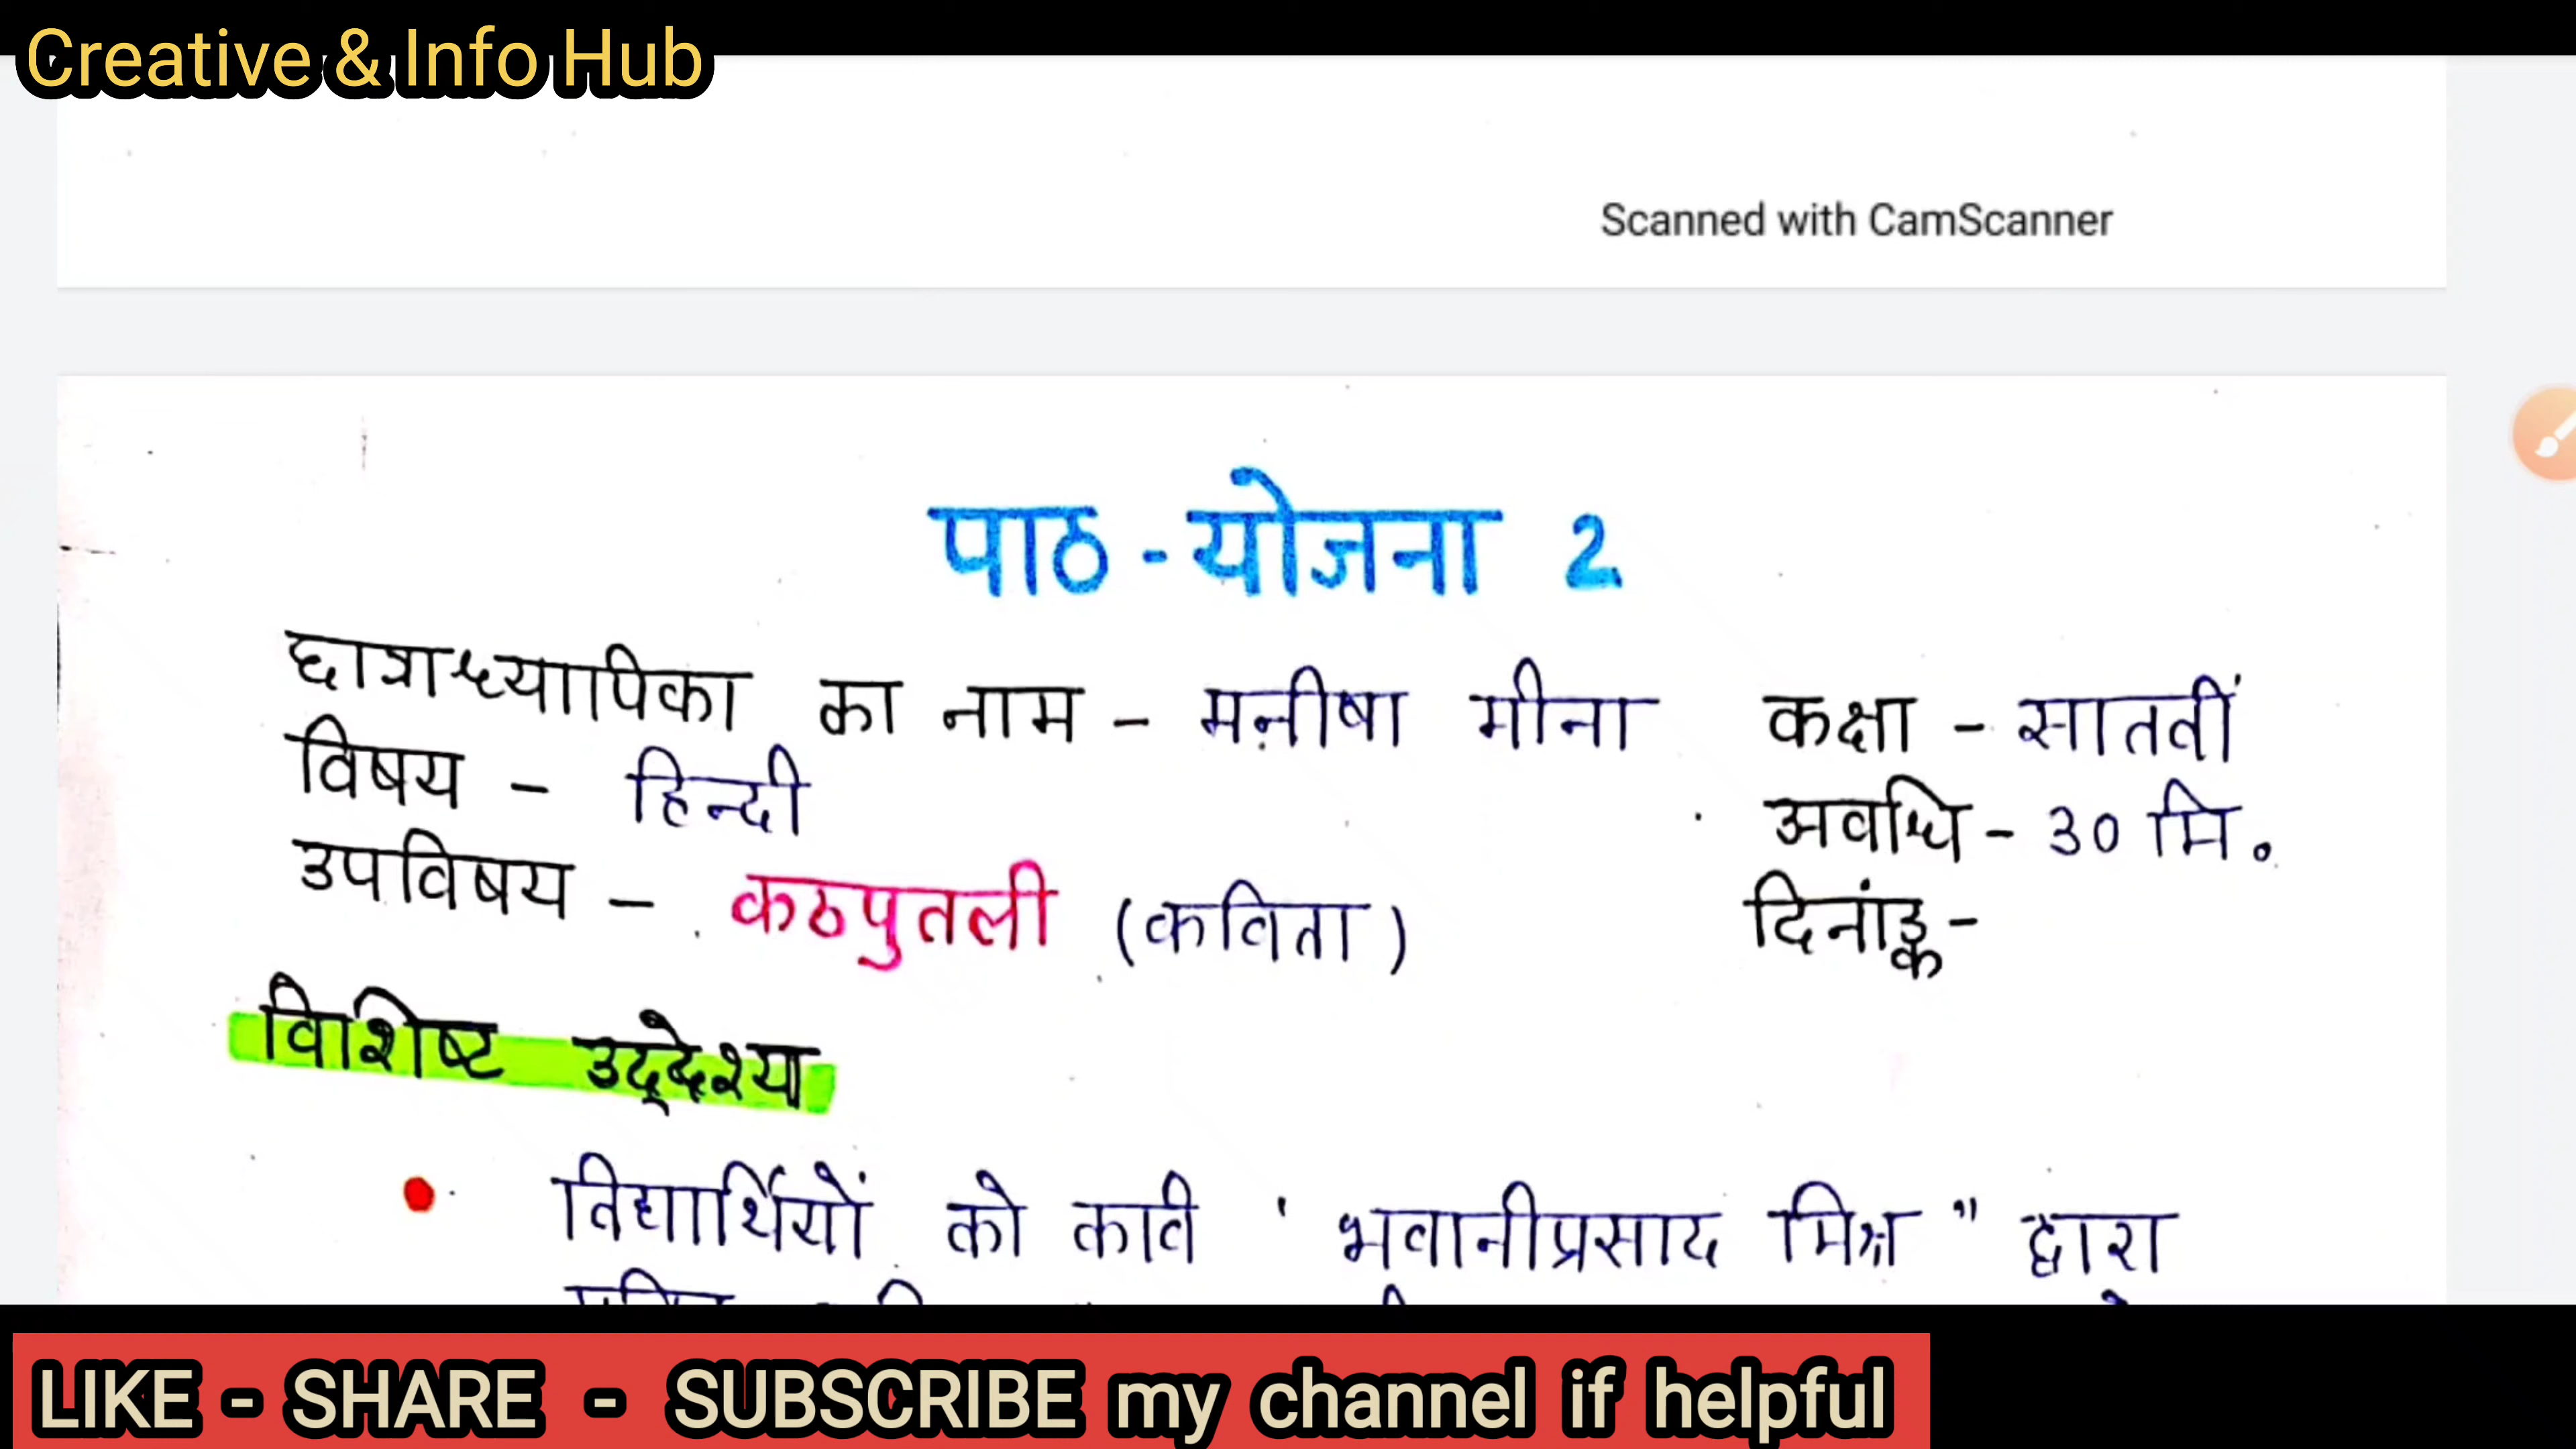 Creative & Info Hub
Scanned with CamScanner
पाठ - योजना 2
छात्राध्यापिका का नाम - मनीषा मीना कक्षा - सातवीं
विषय - हिन्दी अवधि - 30 मि.
उपविषय - कठपुतली (कविता) दिनांङ्क -
विशिष्ट उद्देश्य
• विद्यार्थियों को कवि ' भवानीप्रसाद मिश्र " द्वारा
LIKE - SHARE - SUBSCRIBE my channel if helpful